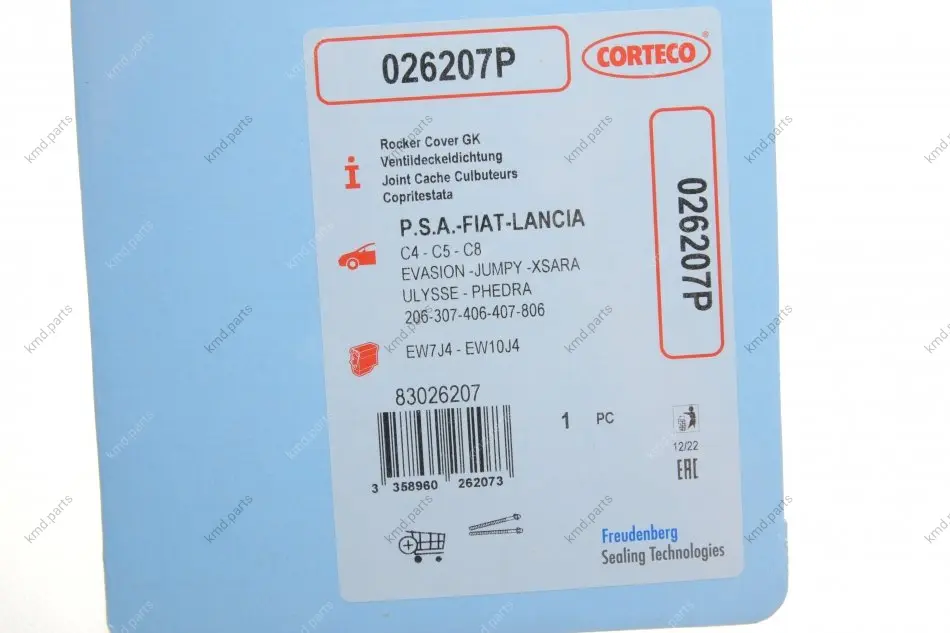 026207P
CORTECO®
Rocker Cover GK
Ventildeckeldichtung
Joint Cache Culbuteurs
Copritestata
026207P
P.S.A.-FIAT-LANCIA
C4 - C5 - C8
EVASION -JUMPY -XSARA
ULYSSE - PHEDRA
206-307-406-407-806
EW7J4 - EW10J4
83026207
3 358960 262073
1 PC
12/22
EAC
Freudenberg
Sealing Technologies
kmd.parts